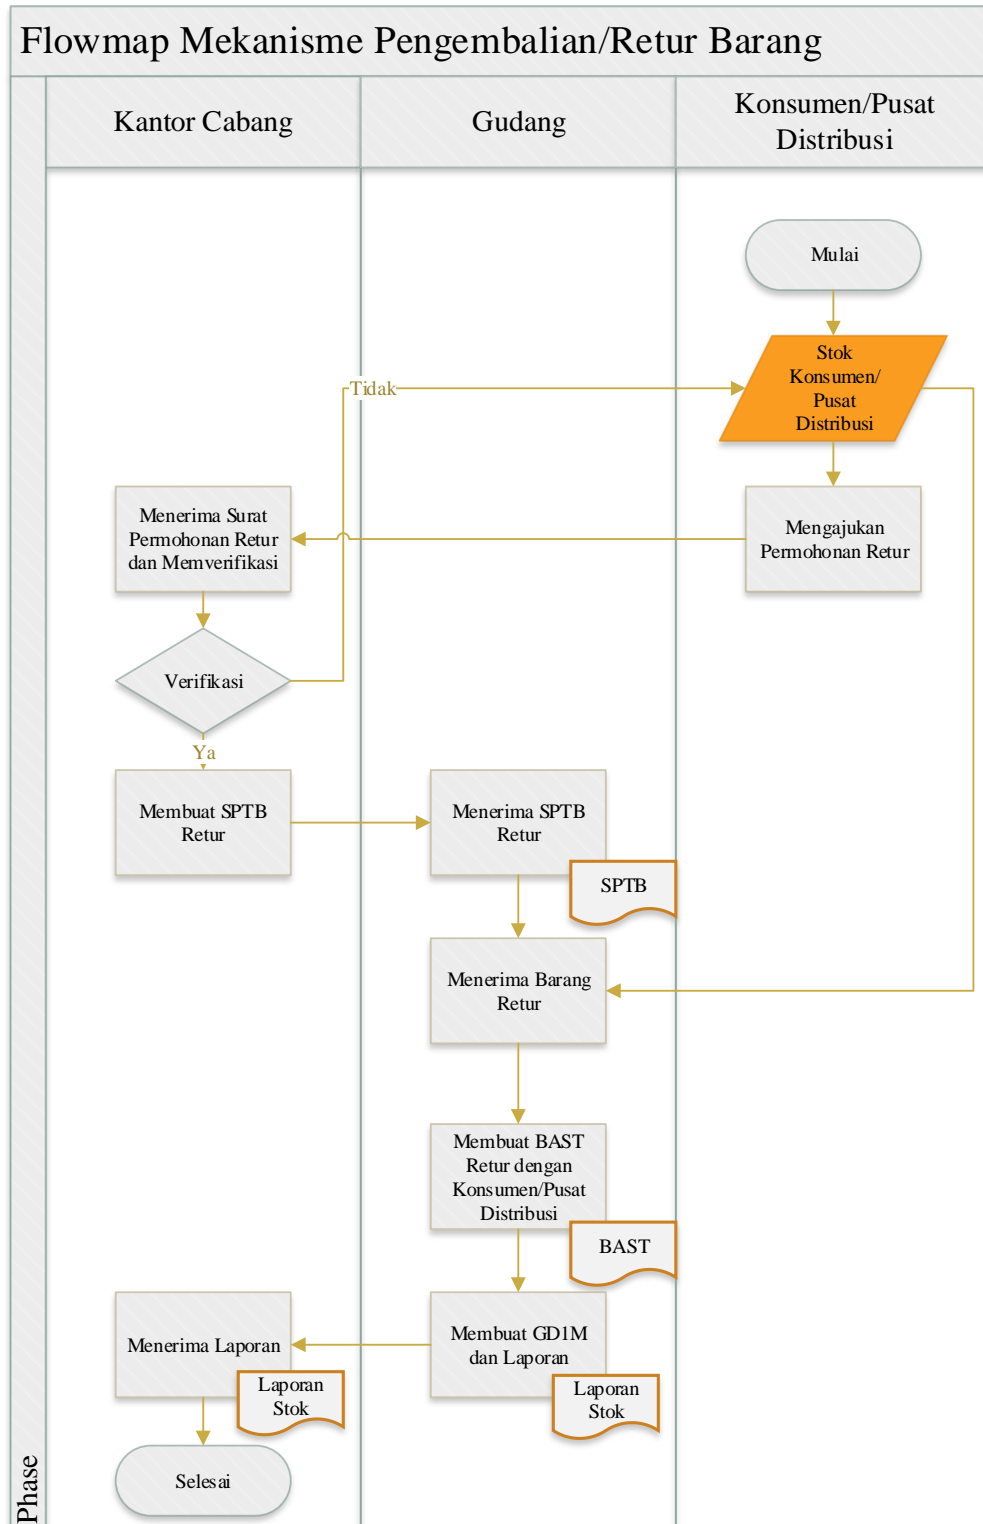 Flowmap Mekanisme Pengembalian/Retur Barang
Kantor Cabang
Gudang
Konsumen/Pusat
Distribusi
Mulai
Stok
Konsumen/
Pusat
Distribusi
Tidak
Menerima Surat
Permohonan Retur
dan Memverifikasi
Mengajukan
Permohonan Retur
Verifikasi
Ya
Membuat SPTB
Retur
Menerima SPTB
Retur
SPTB
Menerima Barang
Retur
Membuat BAST
Retur dengan
Konsumen/Pusat
Distribusi
BAST
Menerima Laporan
Laporan
Stok
Membuat GD1M
dan Laporan
Laporan
Stok
Selesai
Phase